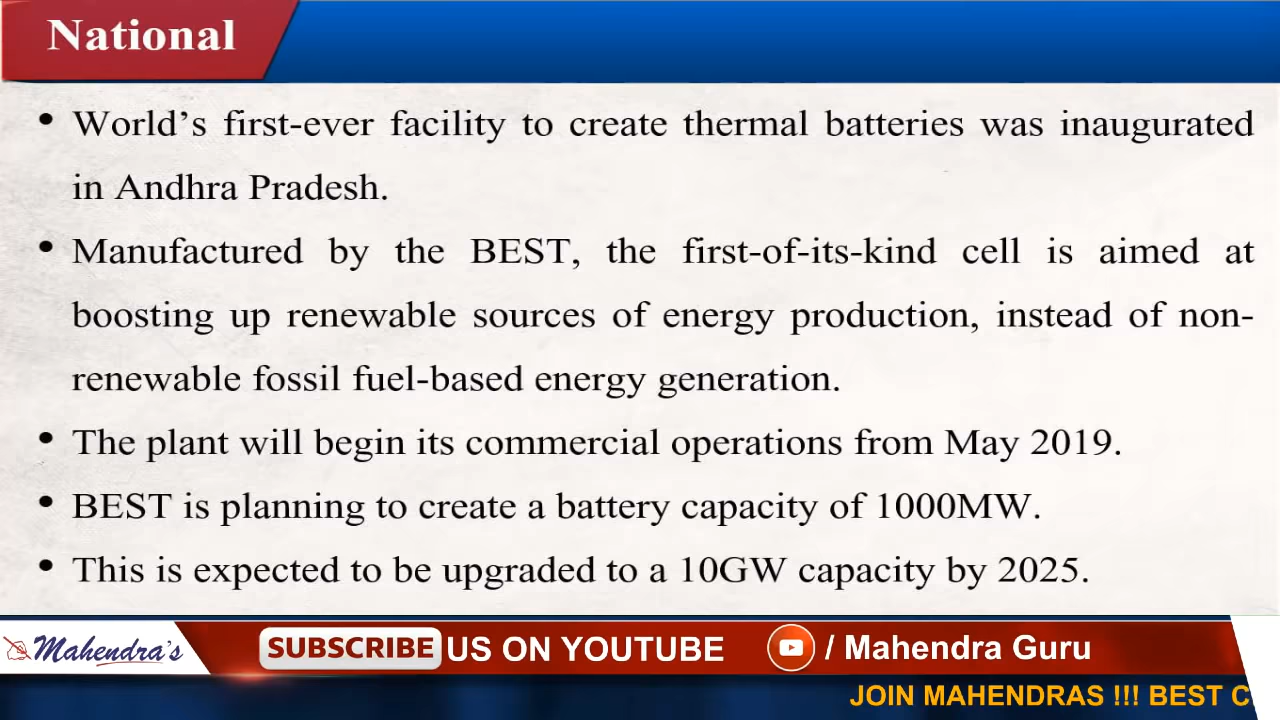 National
• World’s first-ever facility to create thermal batteries was inaugurated
in Andhra Pradesh.
• Manufactured by the BEST, the first-of-its-kind cell is aimed at
boosting up renewable sources of energy production, instead of non-
renewable fossil fuel-based energy generation.
• The plant will begin its commercial operations from May 2019.
• BEST is planning to create a battery capacity of 1000MW.
• This is expected to be upgraded to a 10GW capacity by 2025.
Mahendra's SUBSCRIBE US ON YOUTUBE / Mahendra Guru
JOIN MAHENDRAS !!! BEST C